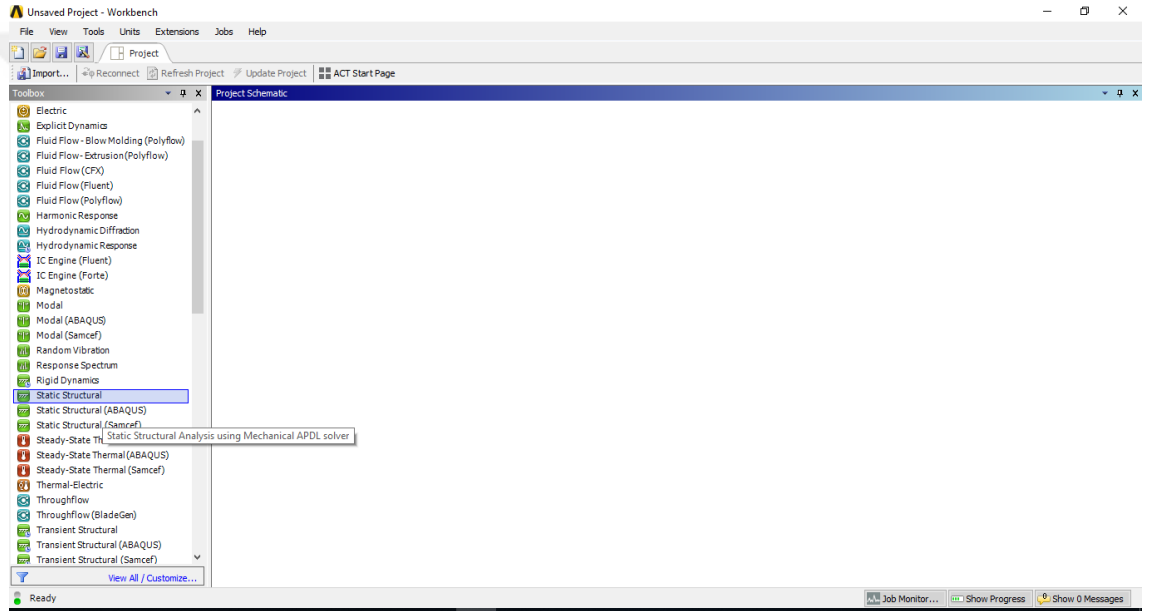 Unsaved Project - Workbench
File View Tools Units Extensions Jobs Help
Project
Import... Reconnect Refresh Project Update Project ACT Start Page
Toolbox
Project Schematic
Electric
Explicit Dynamics
Fluid Flow - Blow Molding (Polyflow)
Fluid Flow - Extrusion (Polyflow)
Fluid Flow (CFX)
Fluid Flow (Fluent)
Fluid Flow (Polyflow)
Harmonic Response
Hydrodynamic Diffraction
Hydrodynamic Response
IC Engine (Fluent)
IC Engine (Forte)
Magnetostatic
Modal
Modal (ABAQUS)
Modal (Samcef)
Random Vibration
Response Spectrum
Rigid Dynamics
Static Structural
Static Structural (ABAQUS)
Static Structural (Samcef)
Steady-State Th
Static Structural Analysis using Mechanical APDL solver
Steady-State Thermal (ABAQUS)
Steady-State Thermal (Samcef)
Thermal-Electric
Throughflow
Throughflow (BladeGen)
Transient Structural
Transient Structural (ABAQUS)
Transient Structural (Samcef)
View All / Customize...
Ready
Job Monitor... Show Progress Show 0 Messages